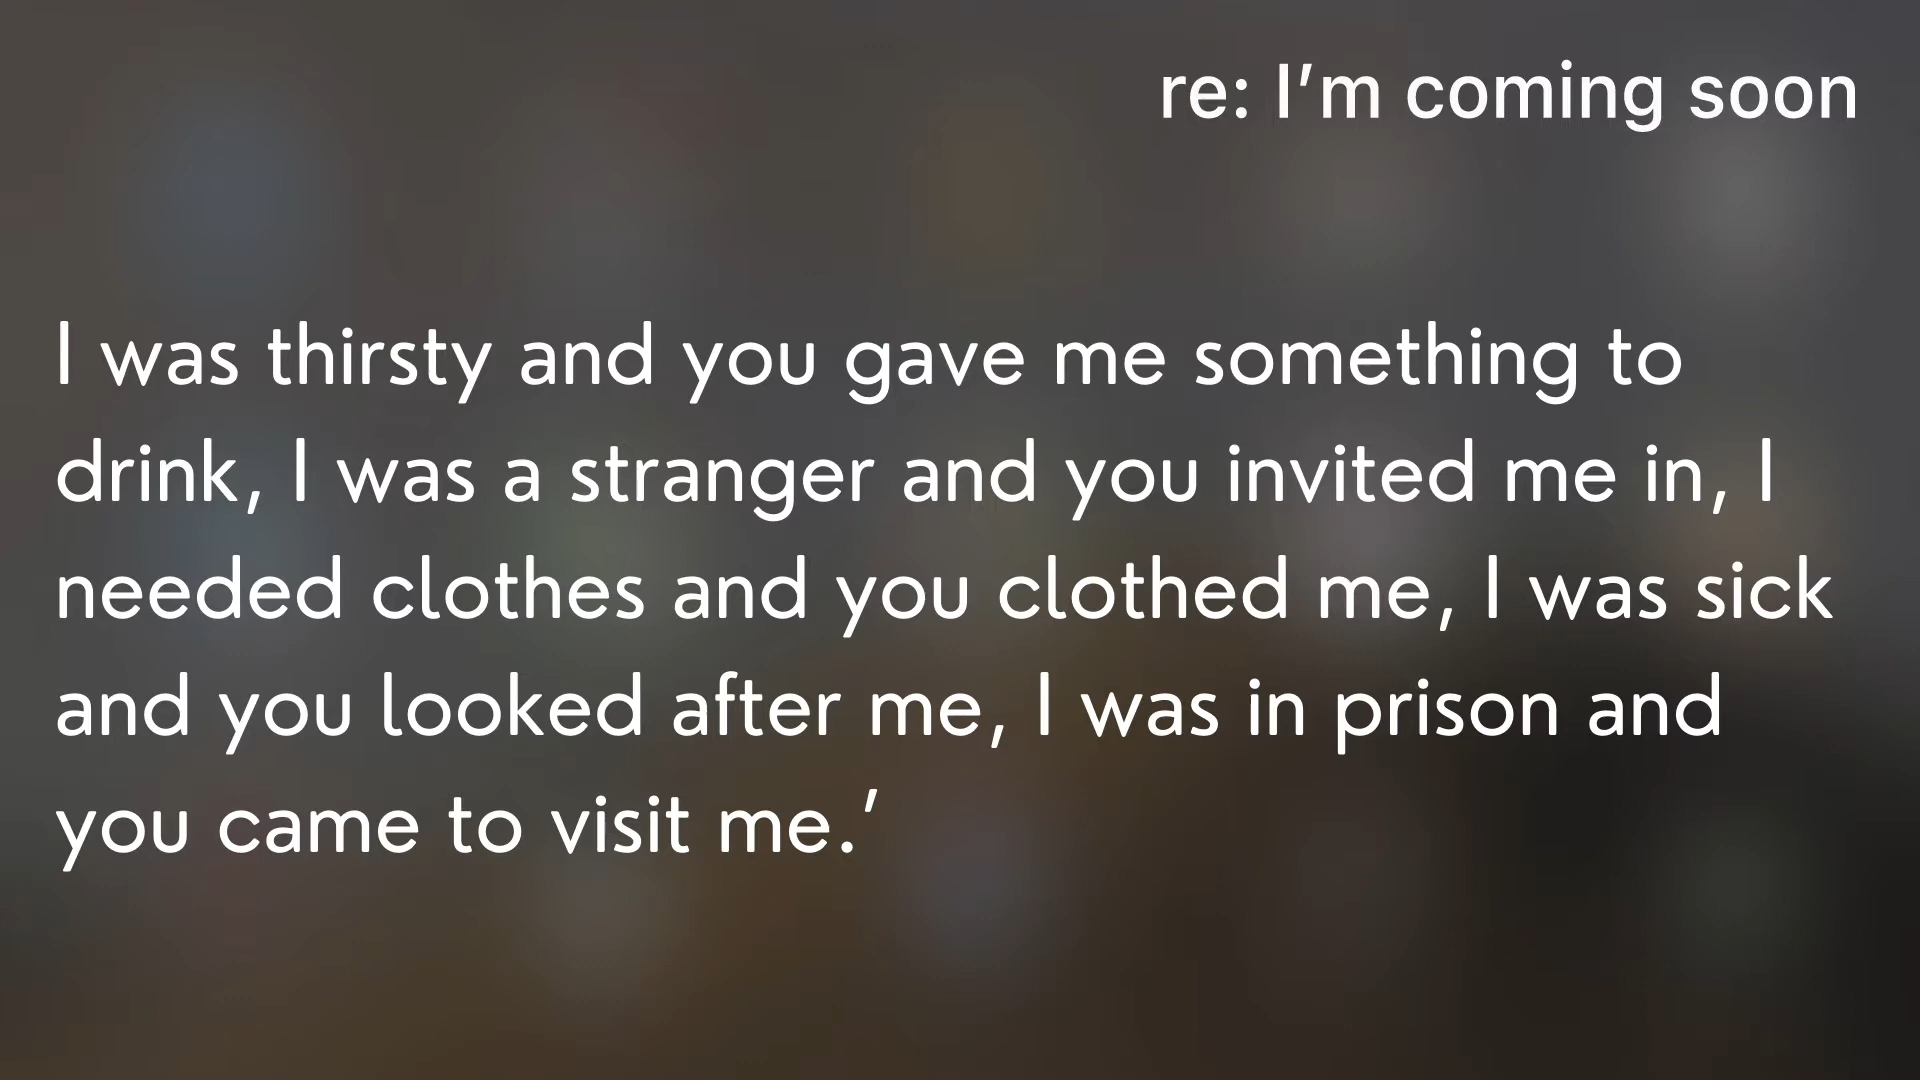 re: I’m coming soon
I was thirsty and you gave me something to
drink, I was a stranger and you invited me in, I
needed clothes and you clothed me, I was sick
and you looked after me, I was in prison and
you came to visit me.’